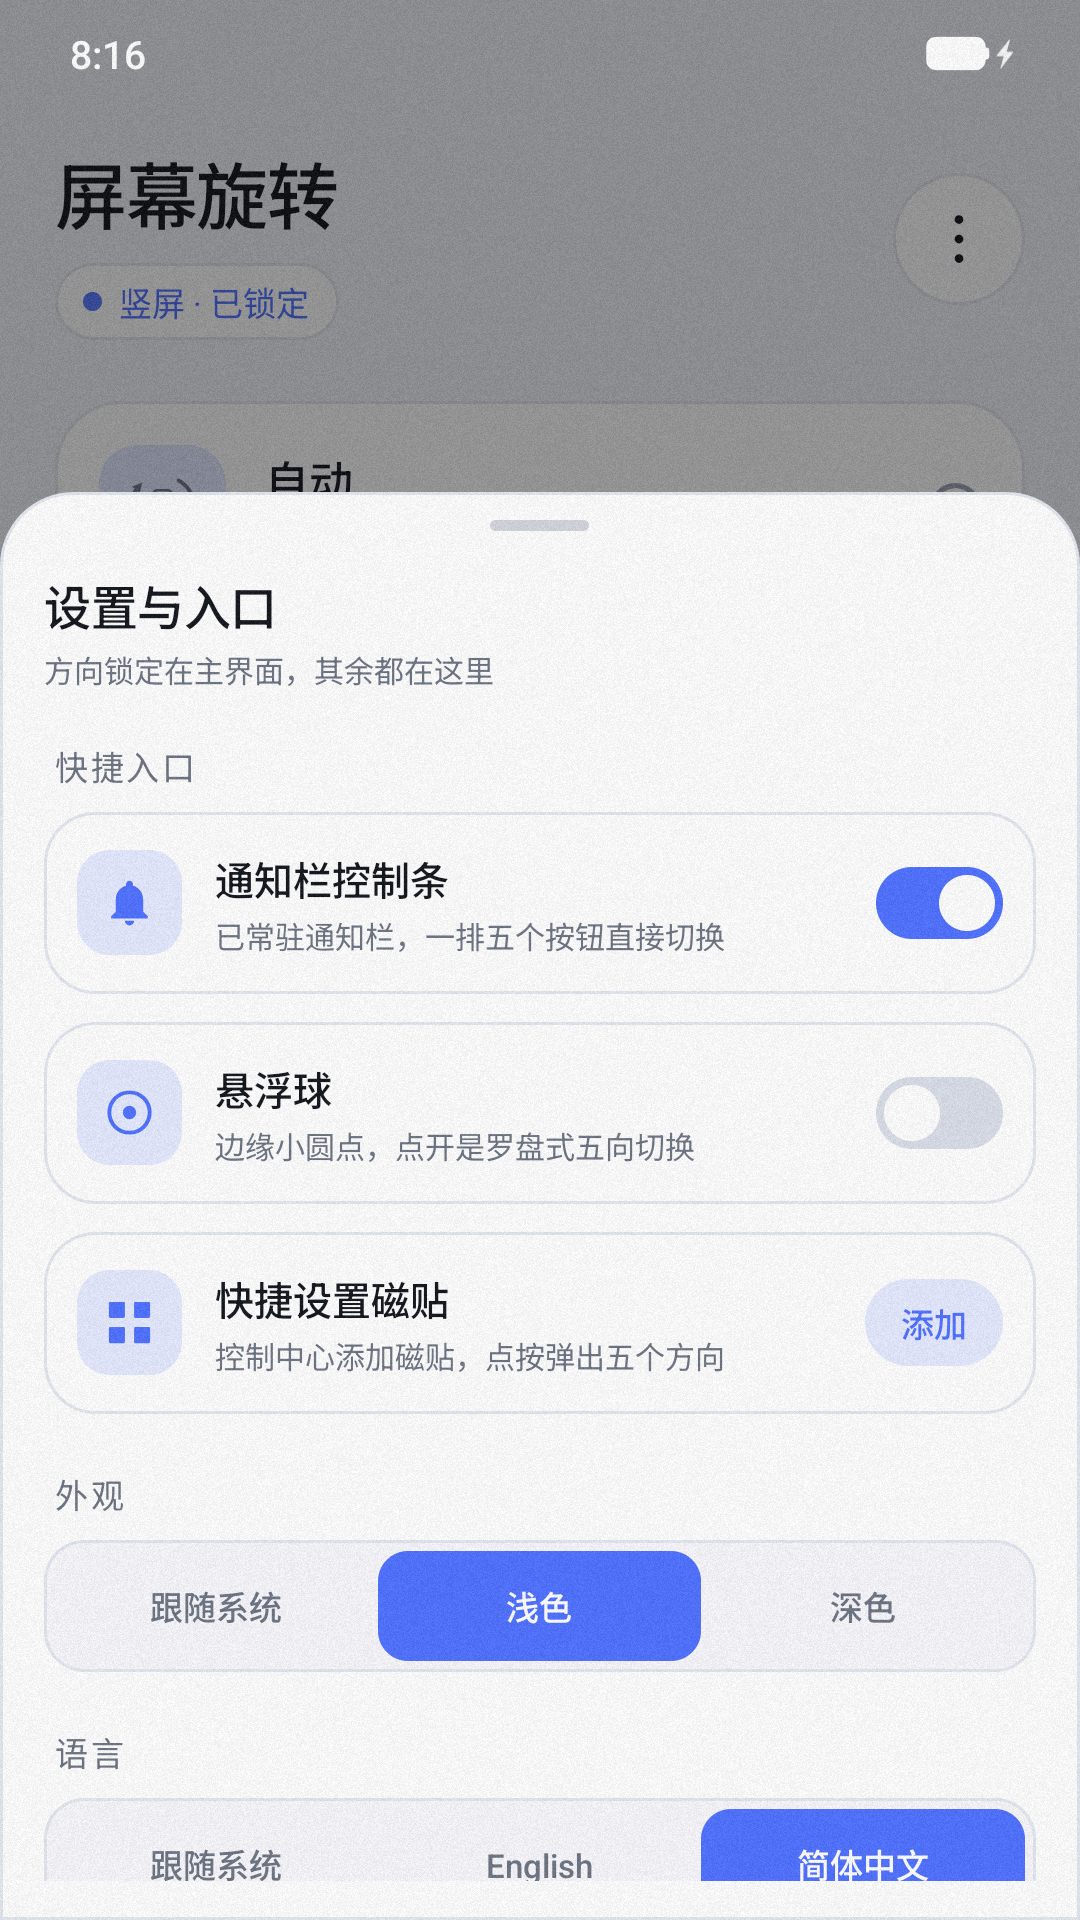 8:16
屏幕旋转
竖屏 · 已锁定
自动
设置与入口
方向锁定在主界面，其余都在这里
快捷入口
通知栏控制条
已常驻通知栏，一排五个按钮直接切换
悬浮球
边缘小圆点，点开是罗盘式五向切换
快捷设置磁贴
控制中心添加磁贴，点按弹出五个方向
添加
外观
跟随系统 浅色 深色
语言
跟随系统 English 简体中文